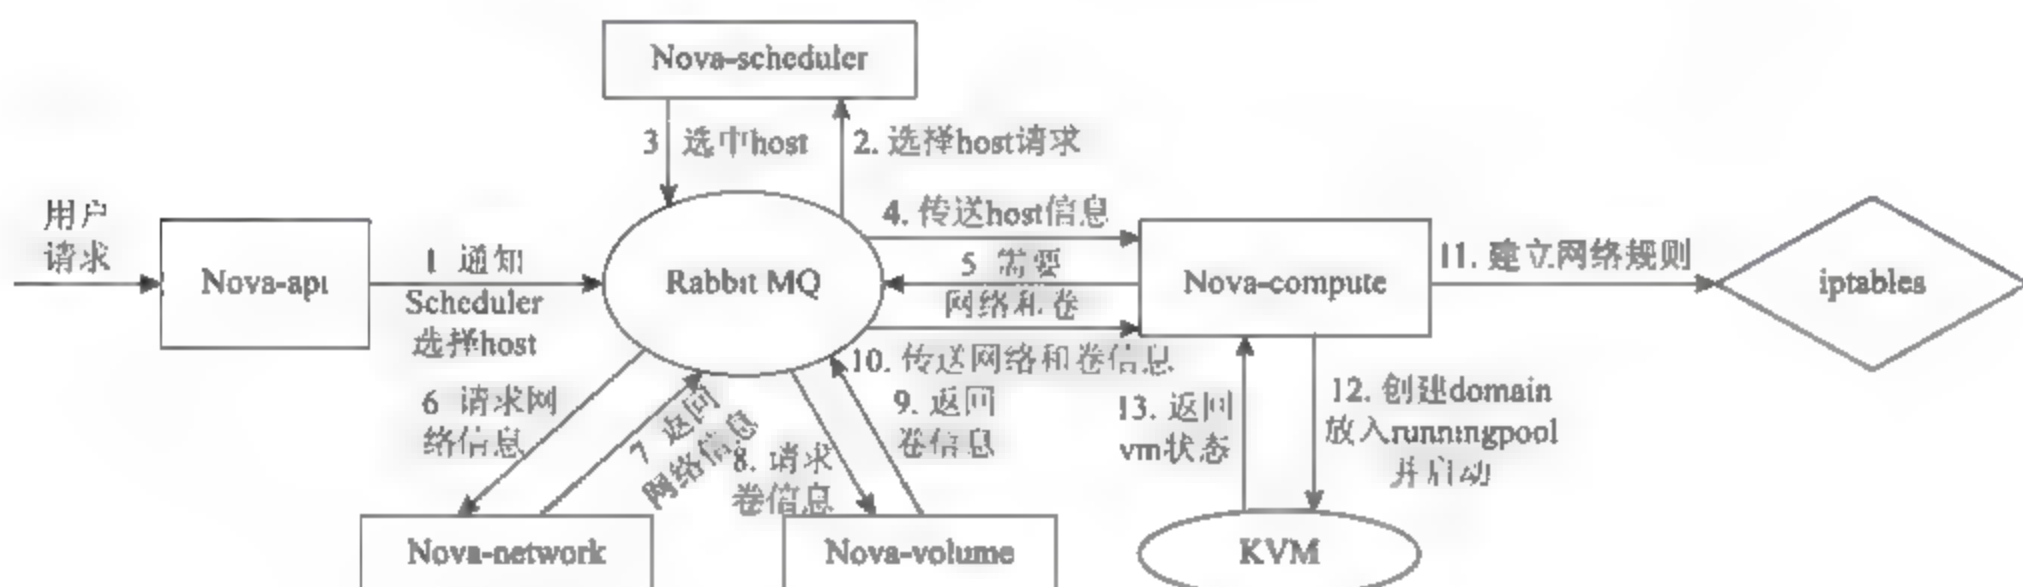 Nova-scheduler
3 选中host
2. 选择host请求
用户
请求
Nova-api
1 通知
Scheduler
选择host
Rabbit MQ
4. 传送host信息
5 需要
网络和卷
10. 传送网络和卷信息
Nova-compute
11. 建立网络规则
iptables
6 请求网
络信息
7 返回
网络信息
8. 请求
卷信息
9. 返回
卷信息
13. 返回
vm状态
12. 创建domain
放入runningpool
并启动
Nova-network
Nova-volume
KVM